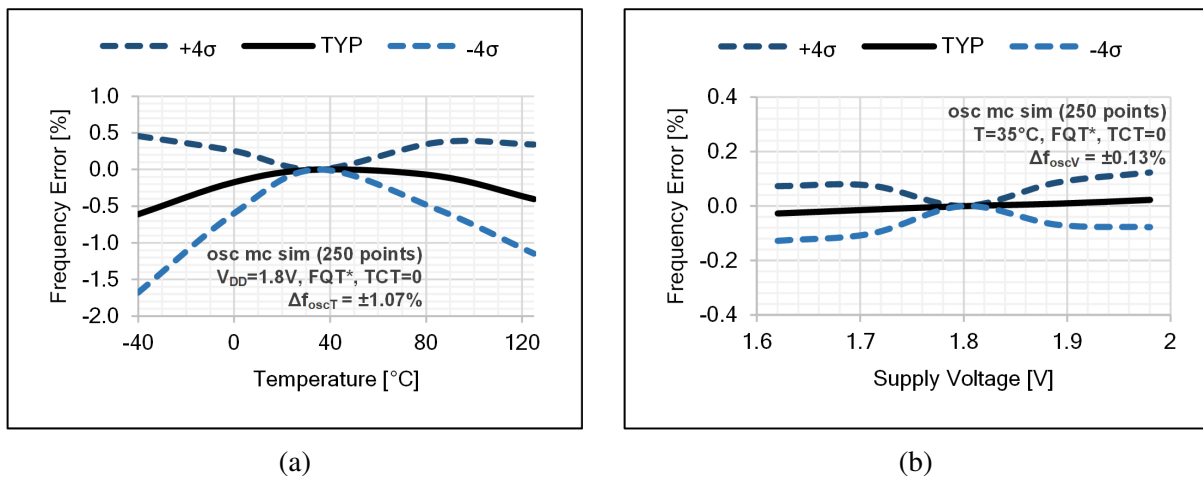 +4σ TYP -4σ
Frequency Error [%]
1.0
0.5
0.0
-0.5
-1.0
-1.5
-2.0
osc mc sim (250 points)
V_DD=1.8V, FQT*, TCT=0
Δf_oscT = ±1.07%
-40 0 40 80 120
Temperature [°C]
(a)
+4σ TYP -4σ
Frequency Error [%]
0.4
0.2
0.0
-0.2
-0.4
osc mc sim (250 points)
T=35°C, FQT*, TCT=0
Δf_oscV = ±0.13%
1.6 1.7 1.8 1.9 2
Supply Voltage [V]
(b)